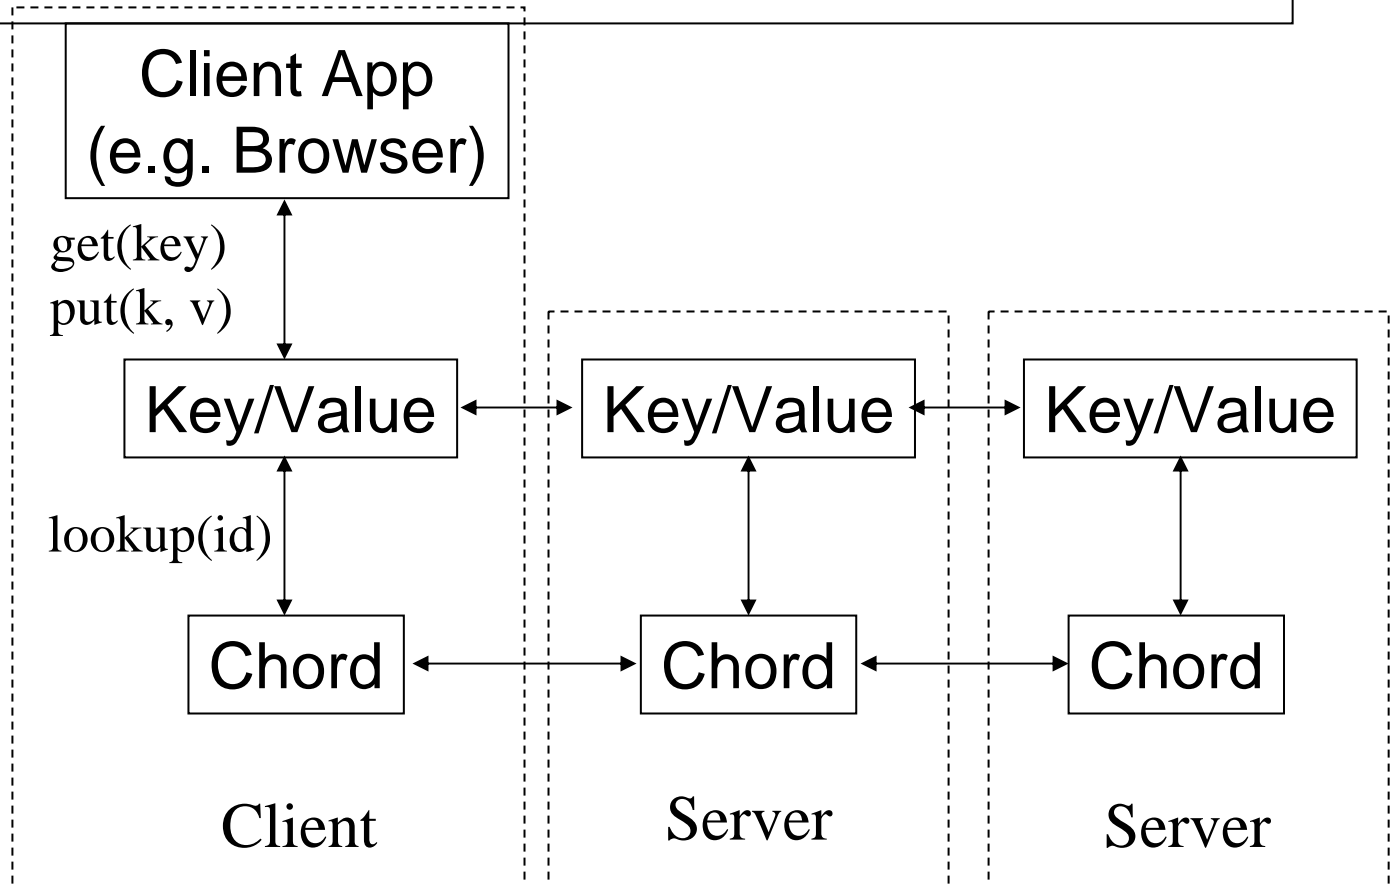 Client App
(e.g. Browser)
get(key)
put(k, v)
Key/Value
Key/Value
Key/Value
lookup(id)
Chord
Chord
Chord
Client
Server
Server